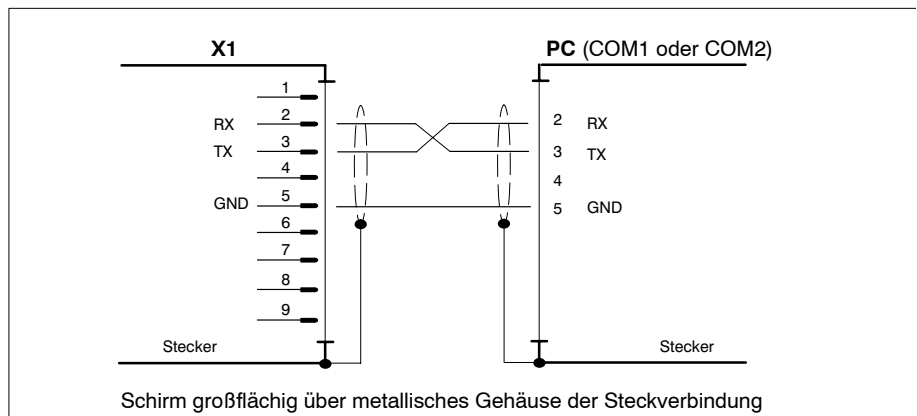 X1 PC (COM1 oder COM2)
1
RX 2 2 RX
TX 3 3 TX
4 4
GND 5 5 GND
6
7
8
9
Stecker Stecker
Schirm großflächig über metallisches Gehäuse der Steckverbindung